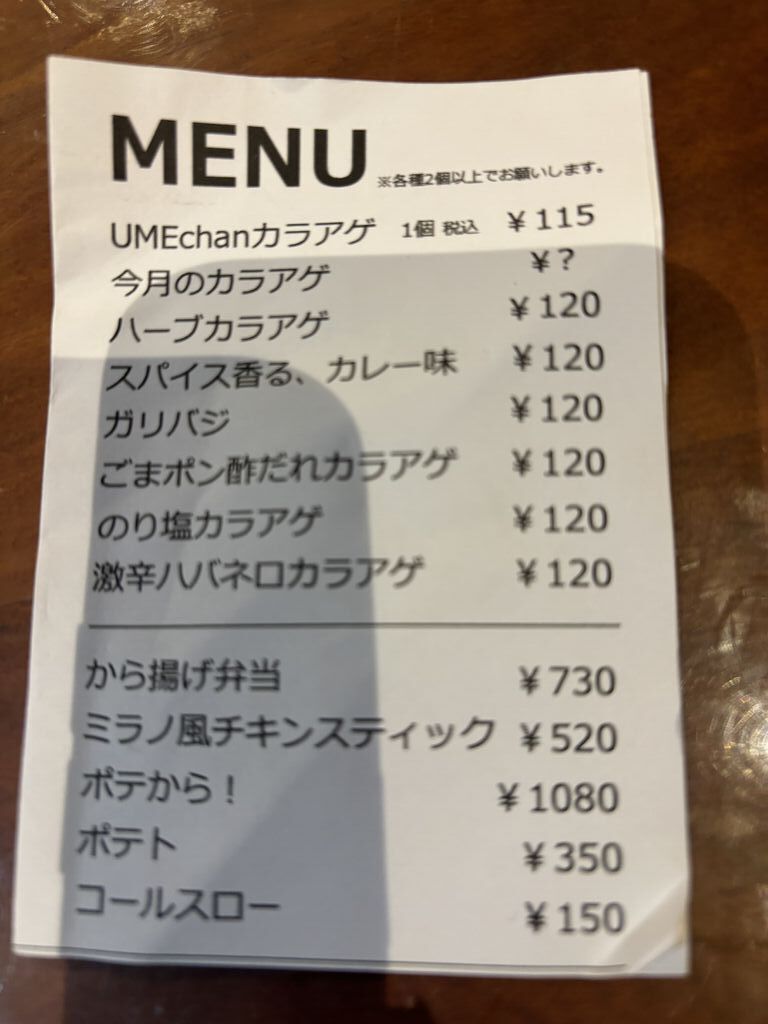 MENU ※各種2個以上でお願いします。
UMEchanカラアゲ 1個 税込 ¥115
今月のカラアゲ ¥?
ハーブカラアゲ ¥120
スパイス香る、カレー味 ¥120
ガリバジ ¥120
ごまポン酢だれカラアゲ ¥120
のり塩カラアゲ ¥120
激辛ハバネロカラアゲ ¥120
から揚げ弁当 ¥730
ミラノ風チキンスティック ¥520
ポテから! ¥1080
ポテト ¥350
コールスロー ¥150